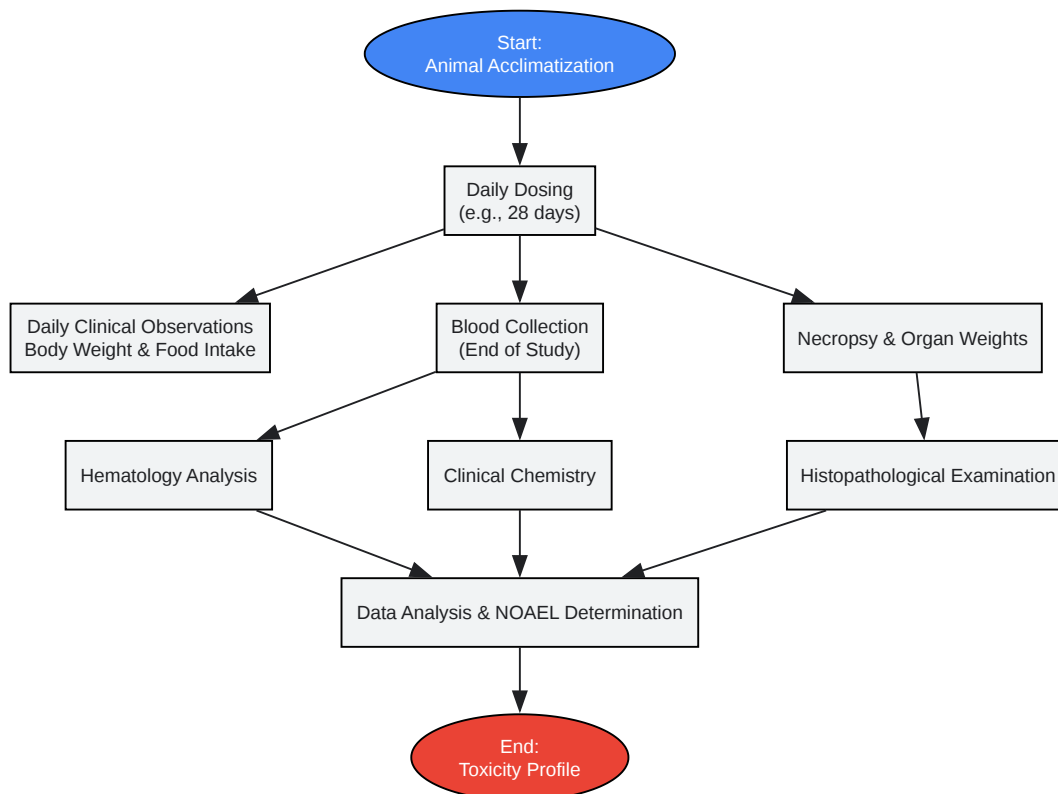 Start:
Animal Acclimatization
Daily Dosing
(e.g., 28 days)
Daily Clinical Observations
Body Weight & Food Intake
Blood Collection
(End of Study)
Necropsy & Organ Weights
Hematology Analysis
Clinical Chemistry
Histopathological Examination
Data Analysis & NOAEL Determination
End:
Toxicity Profile